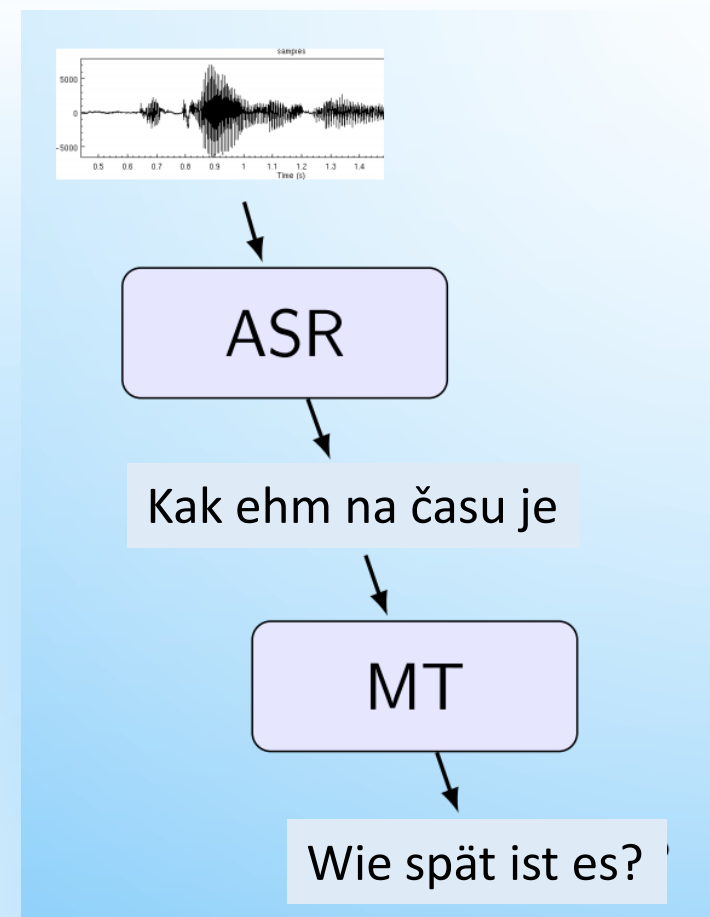 samples
5000
0
-5000
0.5 0.6 0.7 0.8 0.9 1 1.1 1.2 1.3 1.4
Time (s)
ASR
Kak ehm na času je
MT
Wie spät ist es?